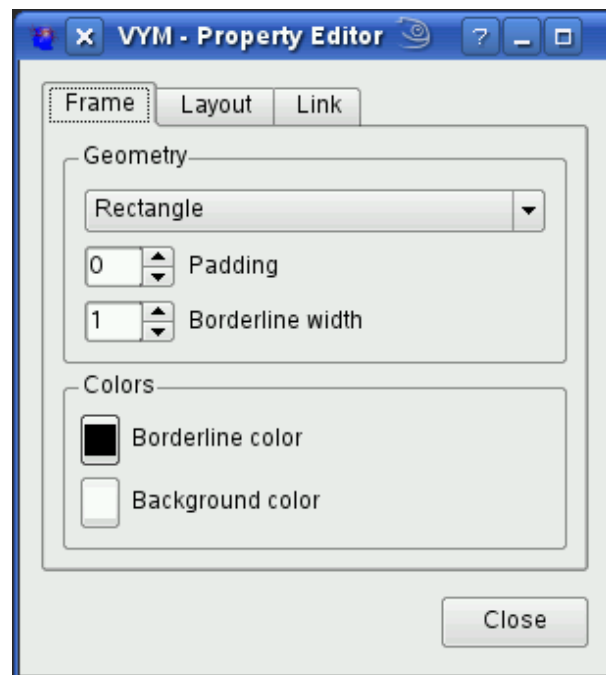 VYM - Property Editor
Frame Layout Link
Geometry
Rectangle
0 Padding
1 Borderline width
Colors
Borderline color
Background color
Close